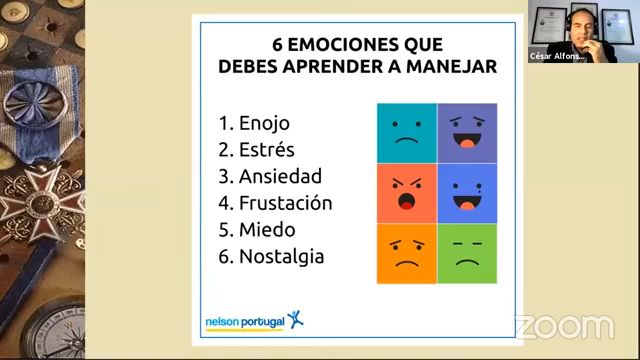 6 EMOCIONES QUE
DEBES APRENDER A MANEJAR
1. Enojo
2. Estrés
3. Ansiedad
4. Frustación
5. Miedo
6. Nostalgia
nelson portugal
César Alfons...
zoom